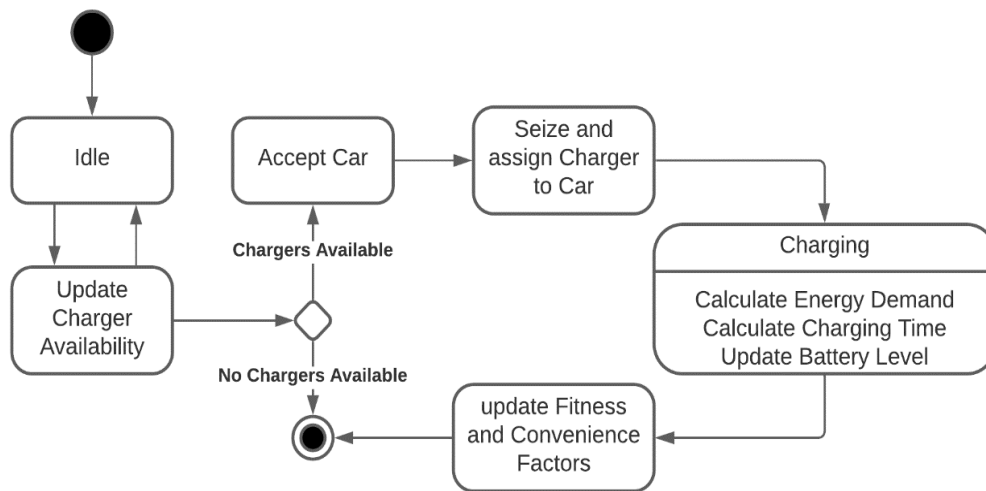 Idle
Update
Charger
Availability
Chargers Available
No Chargers Available
Accept Car
Seize and
assign Charger
to Car
Charging
Calculate Energy Demand
Calculate Charging Time
Update Battery Level
update Fitness
and Convenience
Factors